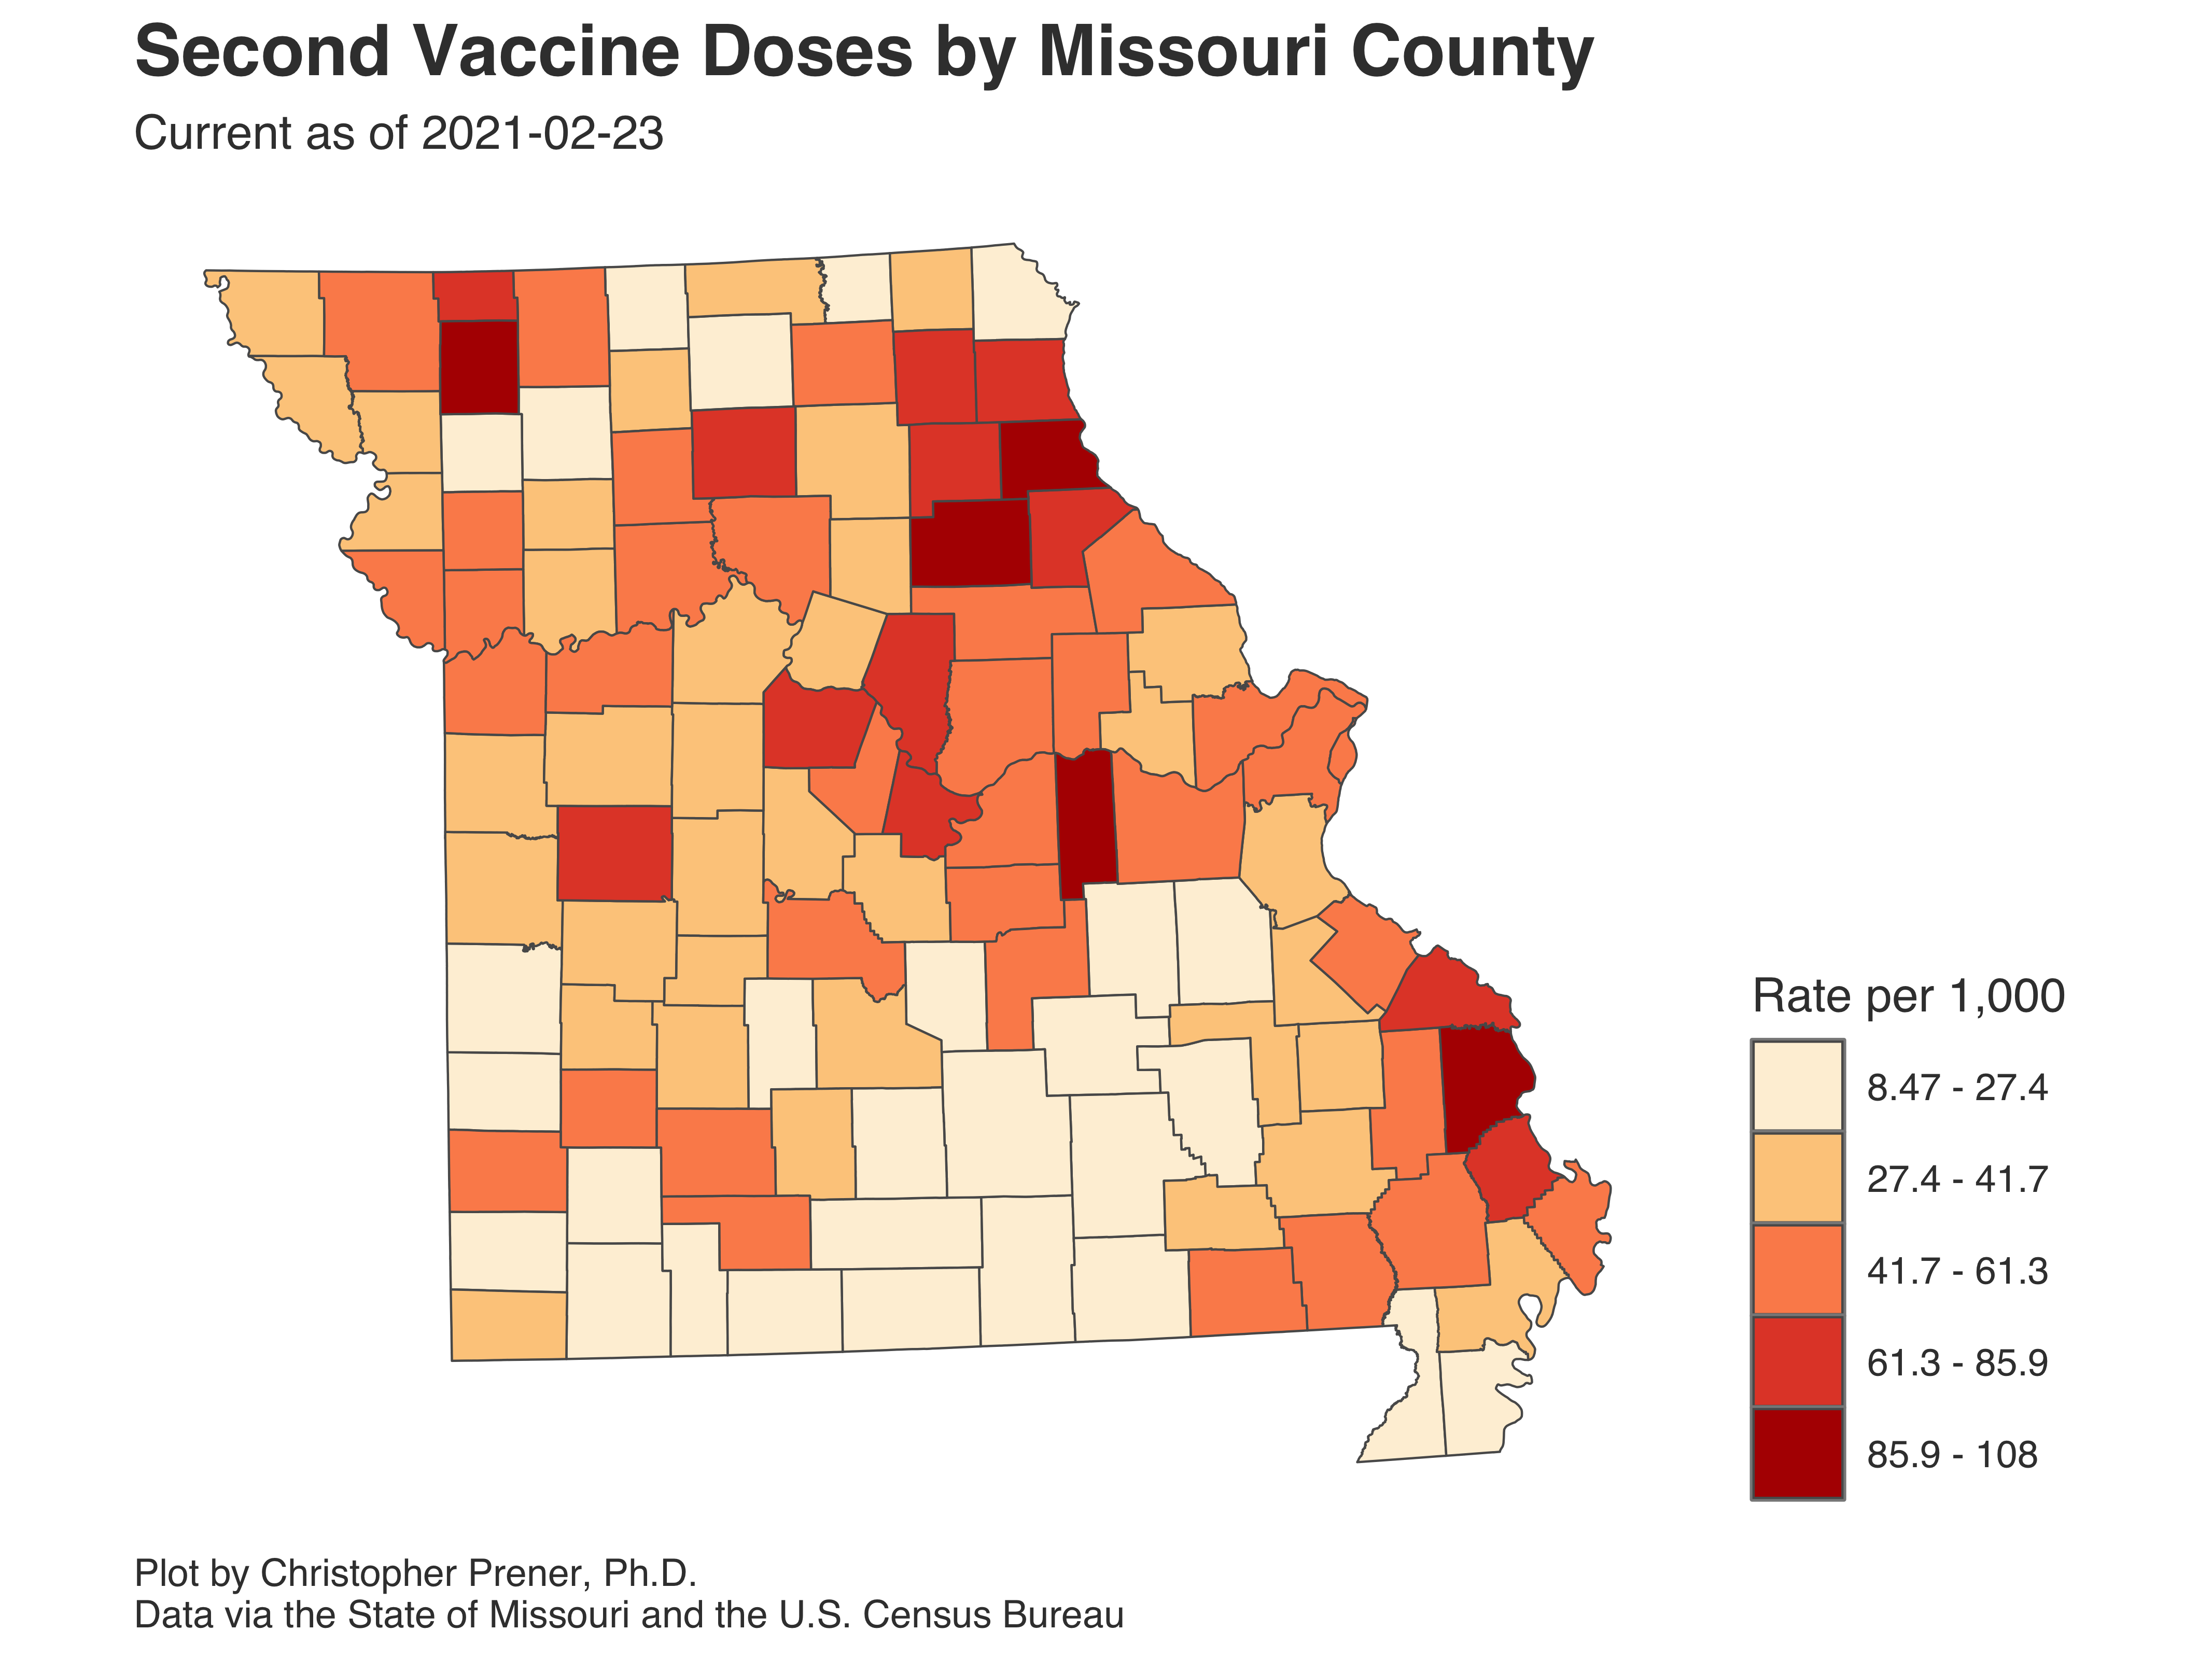 Second Vaccine Doses by Missouri County
Current as of 2021-02-23
Rate per 1,000
8.47 - 27.4
27.4 - 41.7
41.7 - 61.3
61.3 - 85.9
85.9 - 108
Plot by Christopher Prener, Ph.D.
Data via the State of Missouri and the U.S. Census Bureau